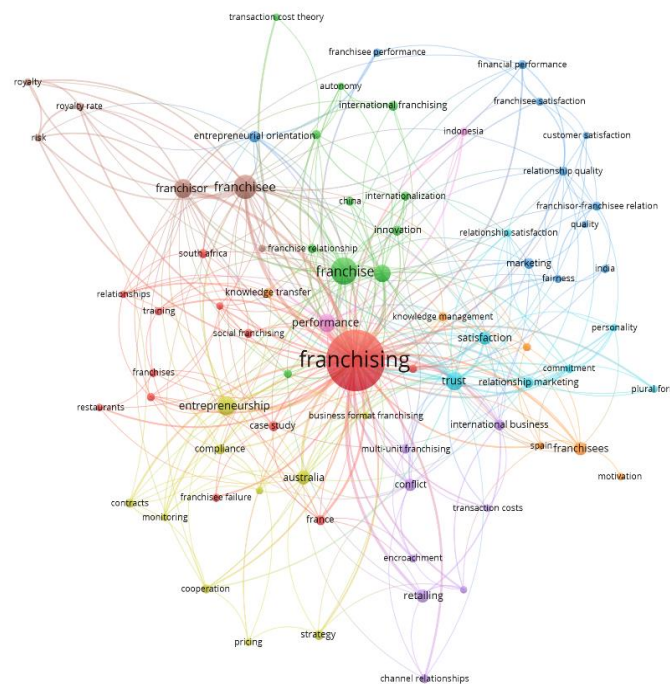 transaction cost theory
franchisee performance
financial performance
royalty
autonomy
franchisee satisfaction
royalty rate
international franchising
risk
entrepreneurial orientation
indonesia
customer satisfaction
relationship quality
franchisor
franchisee
china
internationalization
franchisor-franchisee relation
quality
innovation
relationship satisfaction
south africa
franchise relationship
marketing
india
franchise
fairness
relationships
knowledge transfer
training
performance
knowledge management
personality
social franchising
satisfaction
franchising
franchises
trust
relationship marketing
commitment
plural form
restaurants
entrepreneurship
business format franchising
case study
international business
compliance
multi-unit franchising
spain
franchisees
australia
conflict
motivation
contracts
franchisee failure
monitoring
transaction costs
france
encroachment
cooperation
retailing
strategy
pricing
channel relationships